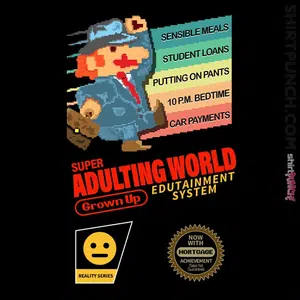 SENSIBLE MEALS
STUDENT LOANS
PUTTING ON PANTS
10 P.M. BEDTIME
CAR PAYMENTS
SUPER
ADULTING WORLD
Grown Up
EDUTAINMENT
SYSTEM
REALITY SERIES
NOW
WITH
MORTGAGE
ACHIEVEMENT
SHIRTPUNCH.COM
shirtpunch